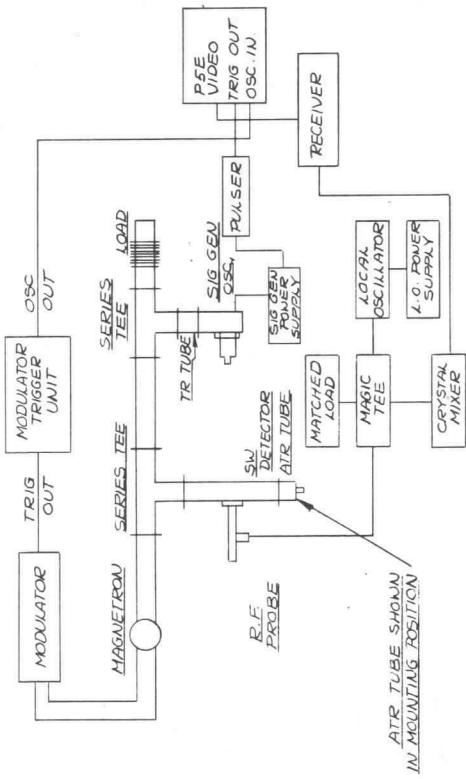 MODULATOR
TRIG
OUT
MODULATOR
TRIGGER
UNIT
OSC
OUT
P5E
VIDEO
TRIG OUT
OSC. IN.
MAGNETRON
SERIES TEE
SERIES
TEE
LOAD
TR TUBE
SIG GEN
OSC,
PULSER
SIG GEN
POWER
SUPPLY
RECEIVER
R.F.
PROBE
SW
DETECTOR
ATR TUBE
MATCHED
LOAD
MAGIC
TEE
LOCAL
OSCILLATOR
L.O. POWER
SUPPLY
CRYSTAL
MIXER
ATR TUBE SHOWN
IN MOUNTING POSITION